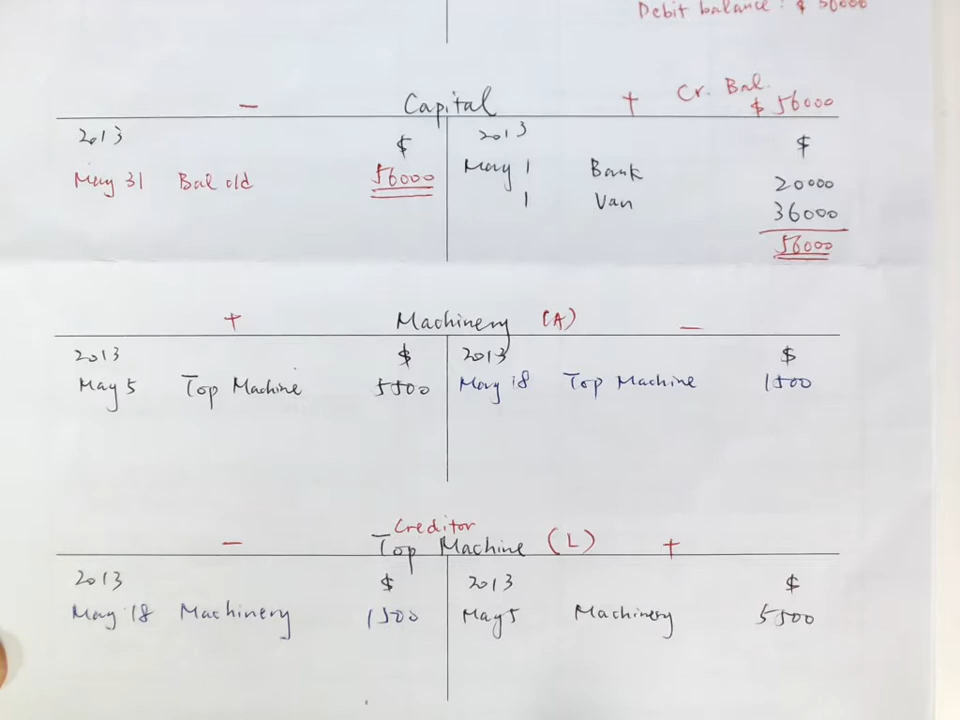 Debit balance : $ 56000
Cr. Bal.
− Capital + $ 56000
2013 $ 2013 $
May 31 Bal c/d 56000 May 1 Bank 20000
1 Van 36000
56000
+ Machinery (A) −
2013 $ 2013 $
May 5 Top Machine 5500 May 18 Top Machine 1500
Creditor
− Top Machine (L) +
2013 $ 2013 $
May 18 Machinery 1500 May 5 Machinery 5500